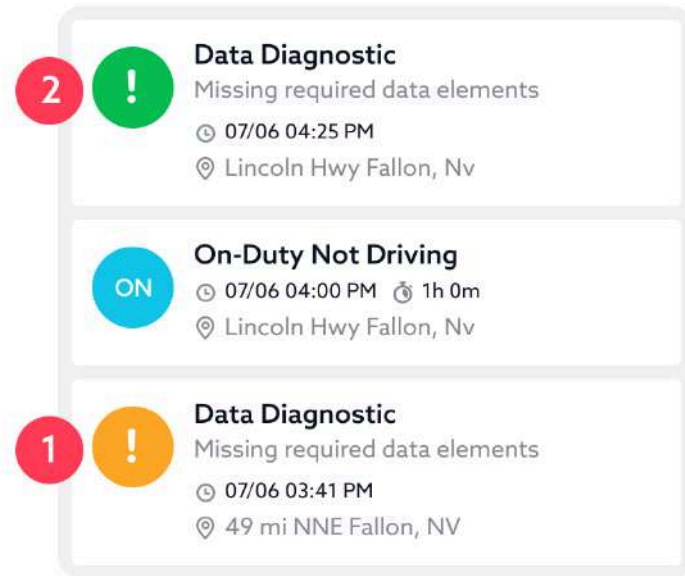 Data Diagnostic
2
!
Missing required data elements
07/06 04:25 PM
Lincoln Hwy Fallon, Nv
On-Duty Not Driving
ON
07/06 04:00 PM 1h 0m
Lincoln Hwy Fallon, Nv
Data Diagnostic
1
!
Missing required data elements
07/06 03:41 PM
49 mi NNE Fallon, NV